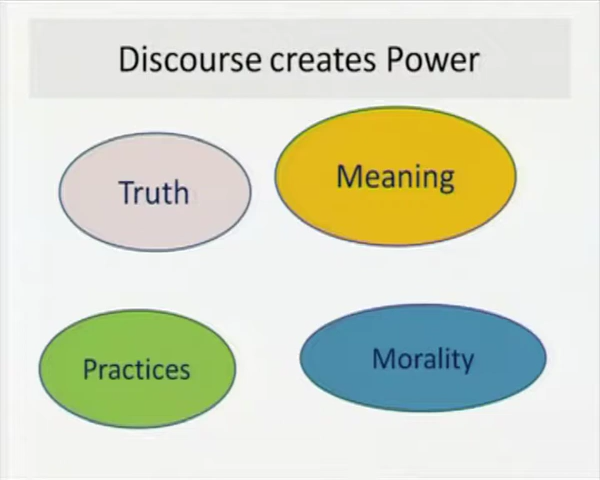 Discourse creates Power
Truth
Meaning
Practices
Morality